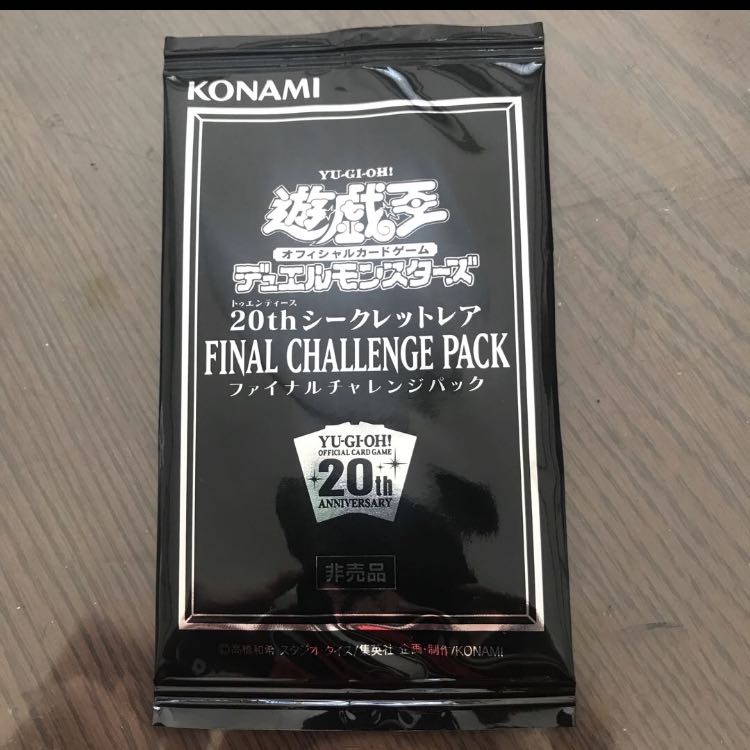 KONAMI
YU-GI-OH!
遊戯王
オフィシャルカードゲーム
デュエルモンスターズ
トゥエンティース
20thシークレットレア
FINAL CHALLENGE PACK
ファイナルチャレンジパック
YU-GI-OH!
OFFICIAL CARD GAME
20th
ANNIVERSARY
非売品
©高橋和希 スタジオ・ダイス/集英社 企画・制作/KONAMI